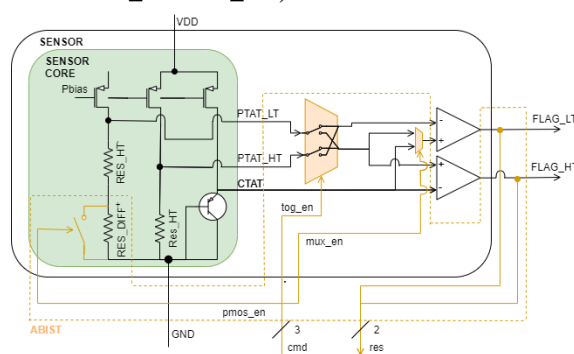 VDD
SENSOR
SENSOR
CORE
Pbias
PTAT_LT
FLAG_LT
RES_HT
PTAT_HT
FLAG_HT
CTAT
RES_DIFF+
Res_HT
tog_en
mux_en
pmos_en
ABIST
GND
3
2
cmd
res